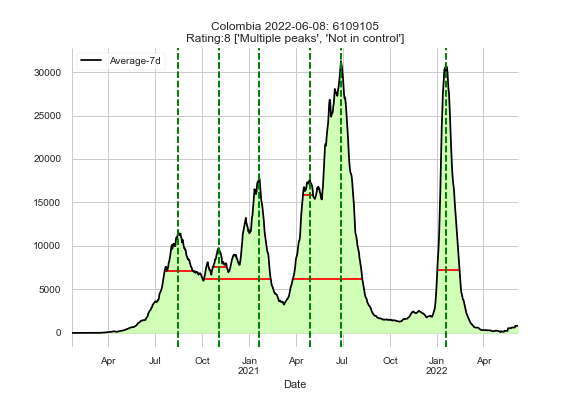 Colombia 2022-06-08: 6109105
Rating:8 ['Multiple peaks', 'Not in control']
Average-7d
30000
25000
20000
15000
10000
5000
0
Apr Jul Oct Jan Apr Jul Oct Jan Apr
2021 2022
Date